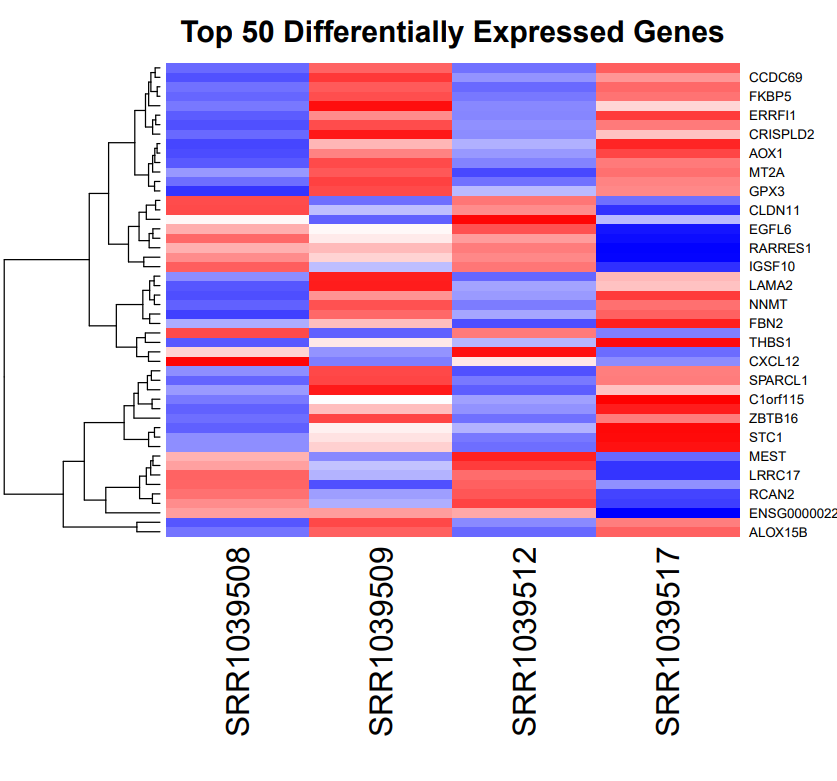 Top 50 Differentially Expressed Genes
CCDC69
FKBP5
ERRFI1
CRISPLD2
AOX1
MT2A
GPX3
CLDN11
EGFL6
RARRES1
IGSF10
LAMA2
NNMT
FBN2
THBS1
CXCL12
SPARCL1
C1orf115
ZBTB16
STC1
MEST
LRRC17
RCAN2
ENSG0000022
ALOX15B
SRR1039508
SRR1039509
SRR1039512
SRR1039517